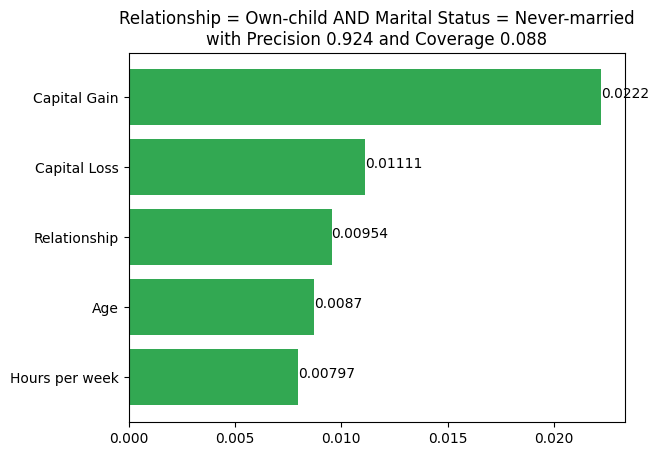 Relationship = Own-child AND Marital Status = Never-married
with Precision 0.924 and Coverage 0.088
Capital Gain
0.0222
Capital Loss
0.01111
Relationship
0.00954
Age
0.0087
Hours per week
0.00797
0.000
0.005
0.010
0.015
0.020